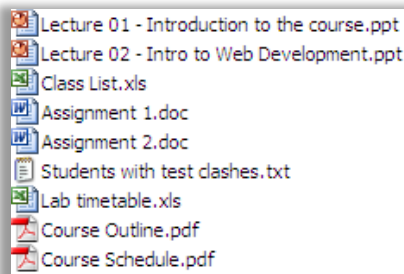 Lecture 01 - Introduction to the course.ppt
Lecture 02 - Intro to Web Development.ppt
Class List.xls
Assignment 1.doc
Assignment 2.doc
Students with test clashes.txt
Lab timetable.xls
Course Outline.pdf
Course Schedule.pdf